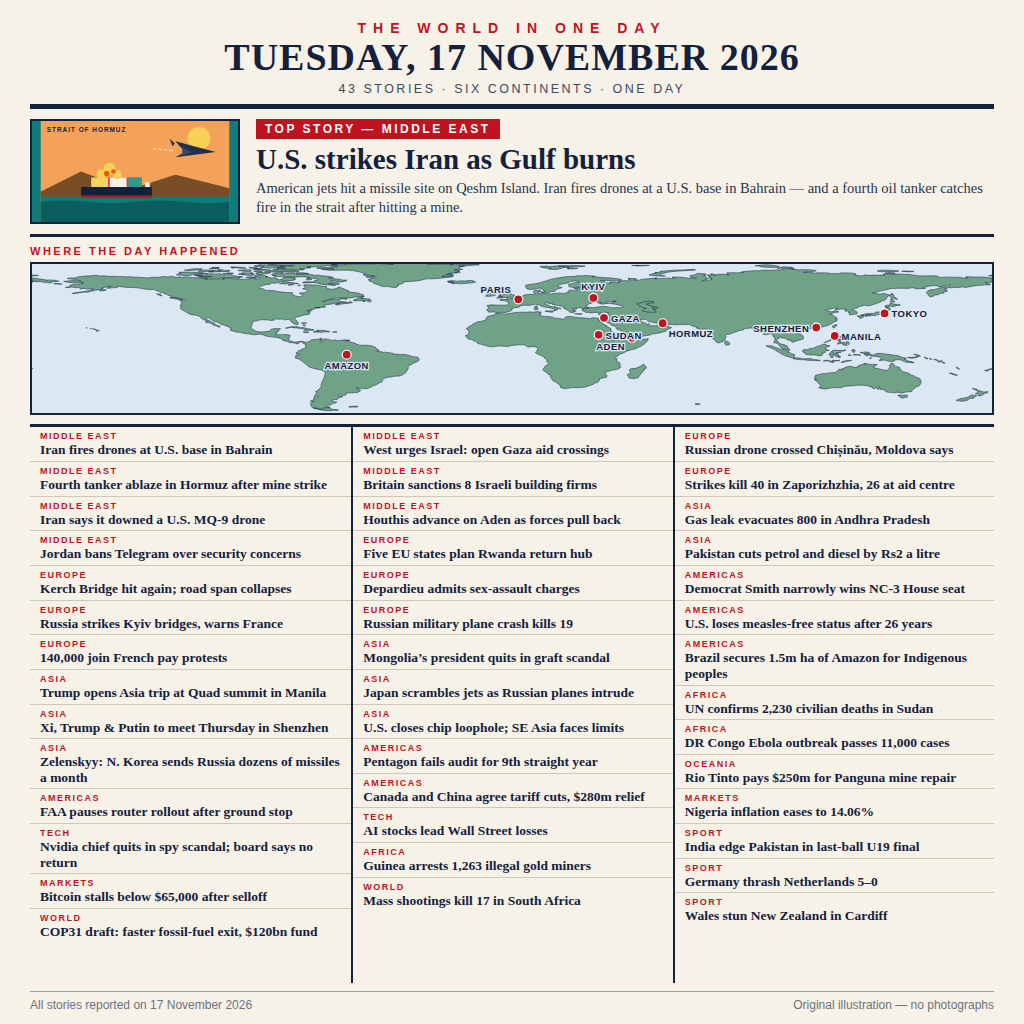 THE WORLD IN ONE DAY
TUESDAY, 17 NOVEMBER 2026
43 STORIES · SIX CONTINENTS · ONE DAY
STRAIT OF HORMUZ
TOP STORY — MIDDLE EAST
U.S. strikes Iran as Gulf burns
American jets hit a missile site on Qeshm Island. Iran fires drones at a U.S. base in Bahrain — and a fourth oil tanker catches
fire in the strait after hitting a mine.
WHERE THE DAY HAPPENED
PARIS
KYIV
GAZA
SUDAN
ADEN
HORMUZ
SHENZHEN
TOKYO
MANILA
AMAZON
MIDDLE EAST
Iran fires drones at U.S. base in Bahrain
MIDDLE EAST
Fourth tanker ablaze in Hormuz after mine strike
MIDDLE EAST
Iran says it downed a U.S. MQ-9 drone
MIDDLE EAST
Jordan bans Telegram over security concerns
EUROPE
Kerch Bridge hit again; road span collapses
EUROPE
Russia strikes Kyiv bridges, warns France
EUROPE
140,000 join French pay protests
ASIA
Trump opens Asia trip at Quad summit in Manila
ASIA
Xi, Trump & Putin to meet Thursday in Shenzhen
ASIA
Zelenskyy: N. Korea sends Russia dozens of missiles
a month
AMERICAS
FAA pauses router rollout after ground stop
TECH
Nvidia chief quits in spy scandal; board says no
return
MARKETS
Bitcoin stalls below $65,000 after selloff
WORLD
COP31 draft: faster fossil-fuel exit, $120bn fund
MIDDLE EAST
West urges Israel: open Gaza aid crossings
MIDDLE EAST
Britain sanctions 8 Israeli building firms
MIDDLE EAST
Houthis advance on Aden as forces pull back
EUROPE
Five EU states plan Rwanda return hub
EUROPE
Depardieu admits sex-assault charges
EUROPE
Russian military plane crash kills 19
ASIA
Mongolia’s president quits in graft scandal
ASIA
Japan scrambles jets as Russian planes intrude
ASIA
U.S. closes chip loophole; SE Asia faces limits
AMERICAS
Pentagon fails audit for 9th straight year
AMERICAS
Canada and China agree tariff cuts, $280m relief
TECH
AI stocks lead Wall Street losses
AFRICA
Guinea arrests 1,263 illegal gold miners
WORLD
Mass shootings kill 17 in South Africa
EUROPE
Russian drone crossed Chișinău, Moldova says
EUROPE
Strikes kill 40 in Zaporizhzhia, 26 at aid centre
ASIA
Gas leak evacuates 800 in Andhra Pradesh
ASIA
Pakistan cuts petrol and diesel by Rs2 a litre
AMERICAS
Democrat Smith narrowly wins NC-3 House seat
AMERICAS
U.S. loses measles-free status after 26 years
AMERICAS
Brazil secures 1.5m ha of Amazon for Indigenous
peoples
AFRICA
UN confirms 2,230 civilian deaths in Sudan
AFRICA
DR Congo Ebola outbreak passes 11,000 cases
OCEANIA
Rio Tinto pays $250m for Panguna mine repair
MARKETS
Nigeria inflation eases to 14.06%
SPORT
India edge Pakistan in last-ball U19 final
SPORT
Germany thrash Netherlands 5–0
SPORT
Wales stun New Zealand in Cardiff
All stories reported on 17 November 2026
Original illustration — no photographs